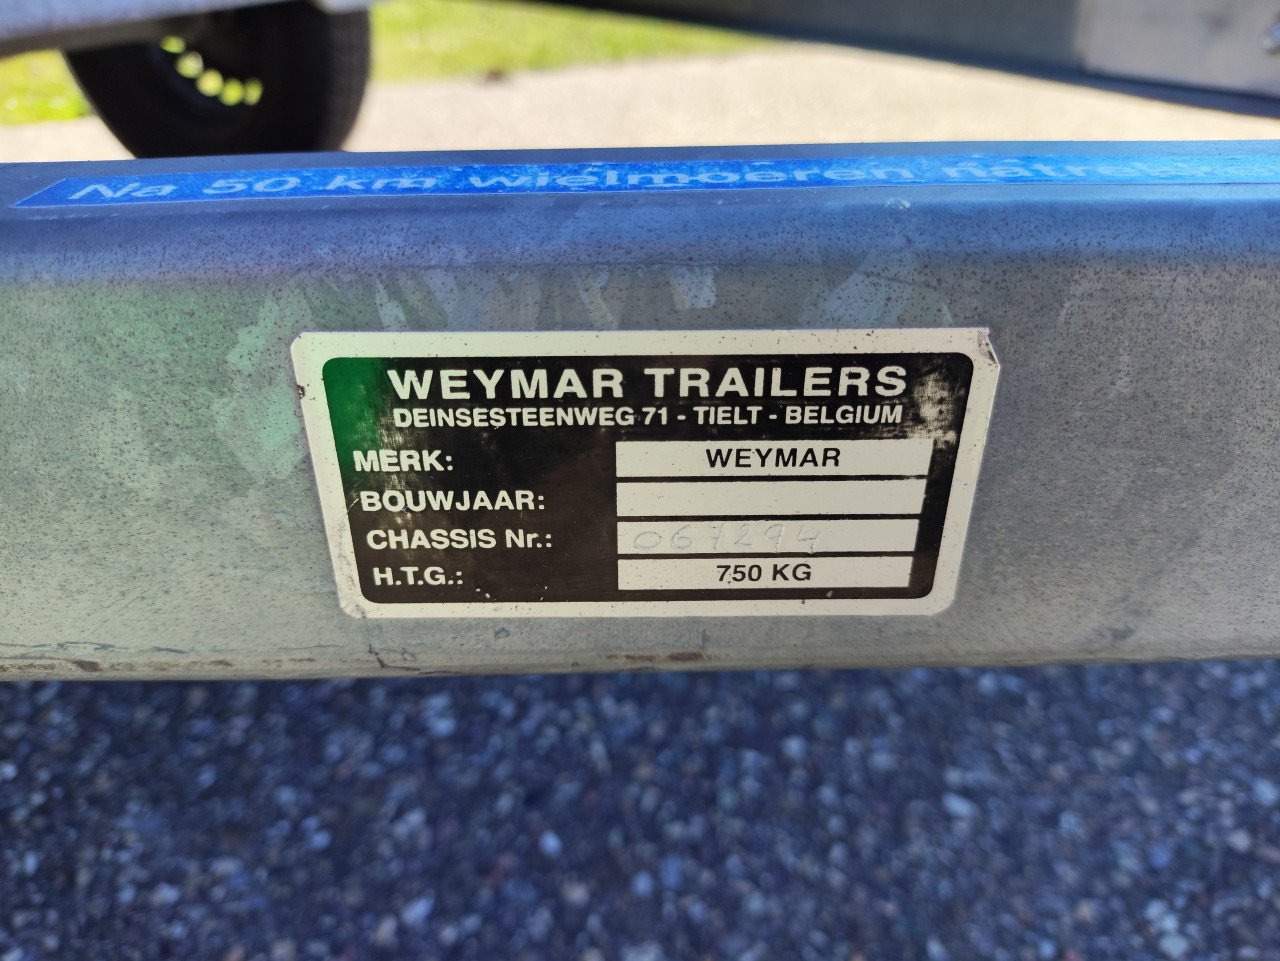 Na 50 km wielmoeren natrekken
WEYMAR TRAILERS
DEINSESTEENWEG 71 - TIELT - BELGIUM
MERK: WEYMAR
BOUWJAAR:
CHASSIS Nr.: 067294
H.T.G.: 750 KG